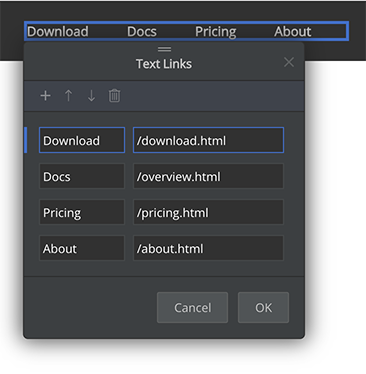 Download Docs Pricing About
Text Links
Download /download.html
Docs /overview.html
Pricing /pricing.html
About /about.html
Cancel OK